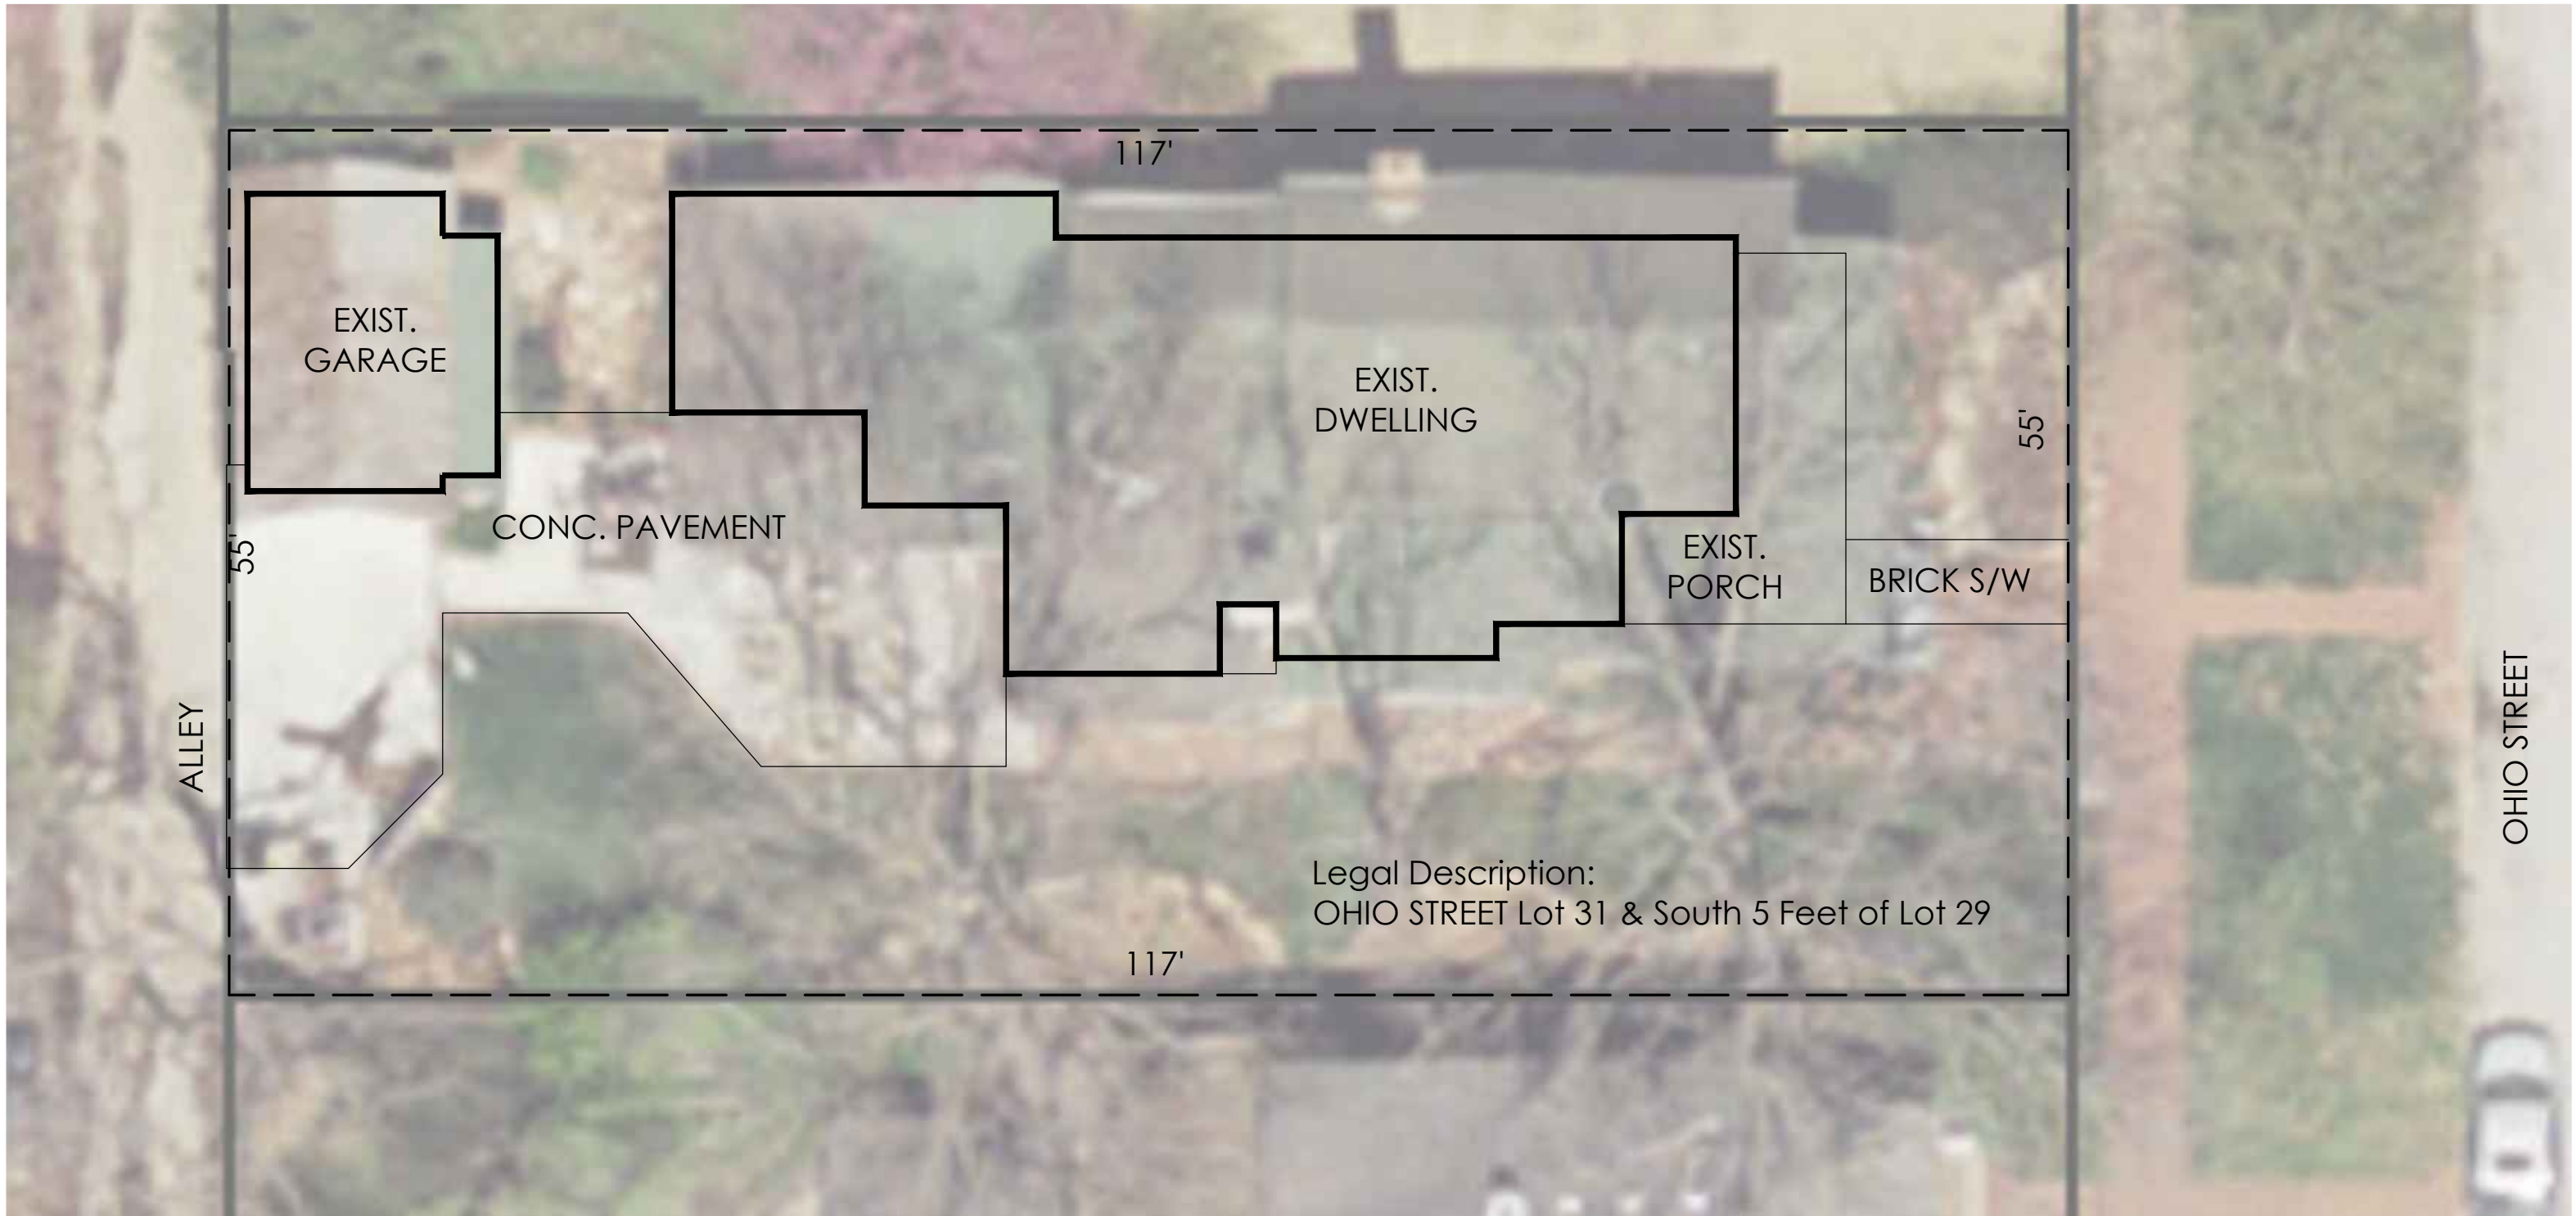 117'
EXIST.
GARAGE
EXIST.
DWELLING
55'
CONC. PAVEMENT
55'
EXIST.
PORCH
BRICK S/W
ALLEY
OHIO STREET
Legal Description:
OHIO STREET Lot 31 & South 5 Feet of Lot 29
117'